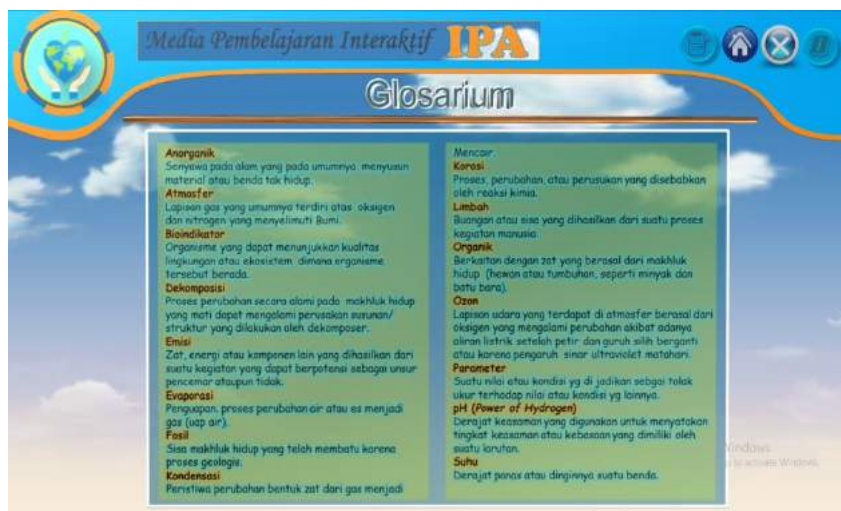 Media Pembelajaran Interaktif IPA
Glosarium
Anorganik
Senyawa pada alam yang pada umumnya menyusun
material atau benda tak hidup.
Atmosfer
Lapisan gas yang umumnya terdiri atas oksigen
dan nitrogen yang menyelimuti Bumi.
Bioindikator
Organisme yang dapat menunjukkan kualitas
lingkungan atau ekosistem dimana organisme
tersebut berada.
Dekomposisi
Proses perubahan secara alami pada makhluk hidup
yang mati dapat mengalami perusakan susunan/
struktur yang dilakukan oleh dekomposer.
Emisi
Zat, energi atau komponen lain yang dihasilkan dari
suatu kegiatan yang dapat berpotensi sebagai unsur
pencemar ataupun tidak.
Evaporasi
Penguapan, proses perubahan air atau es menjadi
gas (uap air).
Fosil
Sisa makhluk hidup yang telah membatu karena
proses geologis.
Kondensasi
Peristiwa perubahan bentuk zat dari gas menjadi
Mencair.
Korosi
Proses, perubahan, atau perusakan yang disebabkan
oleh reaksi kimia.
Limbah
Buangan atau sisa yang dihasilkan dari suatu proses
kegiatan manusia.
Organik
Berkaitan dengan zat yang berasal dari makhluk
hidup (hewan atau tumbuhan, seperti minyak dan
batu bara).
Ozon
Lapisan udara yang terdapat di atmosfer berasal dari
oksigen yang mengalami perubahan akibat adanya
aliran listrik setelah petir dan guruh silih berganti
atau karena pengaruh sinar ultraviolet matahari.
Parameter
Suatu nilai atau kondisi yg di jadikan sebgai tolak
ukur terhadap nilai atau kondisi yg lainnya.
pH (Power of Hydrogen)
Derajat keasaman yang digunakan untuk menyatakan
tingkat keasaman atau kebasaan yang dimiliki oleh
suatu larutan.
Suhu
Derajat panas atau dinginnya suatu benda.
Windows
to activate Windows.